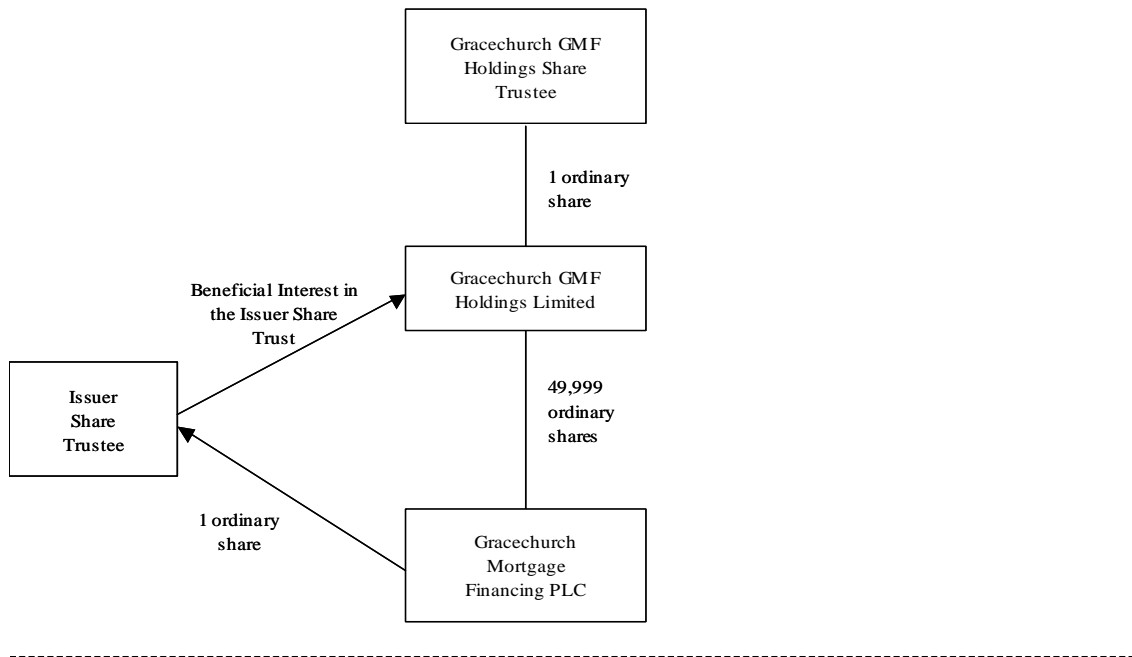 Gracechurch GMF
Holdings Share
Trustee
1 ordinary
share
Gracechurch GMF
Holdings Limited
Beneficial Interest in
the Issuer Share
Trust
Issuer
Share
Trustee
49,999
ordinary
shares
1 ordinary
share
Gracechurch
Mortgage
Financing PLC